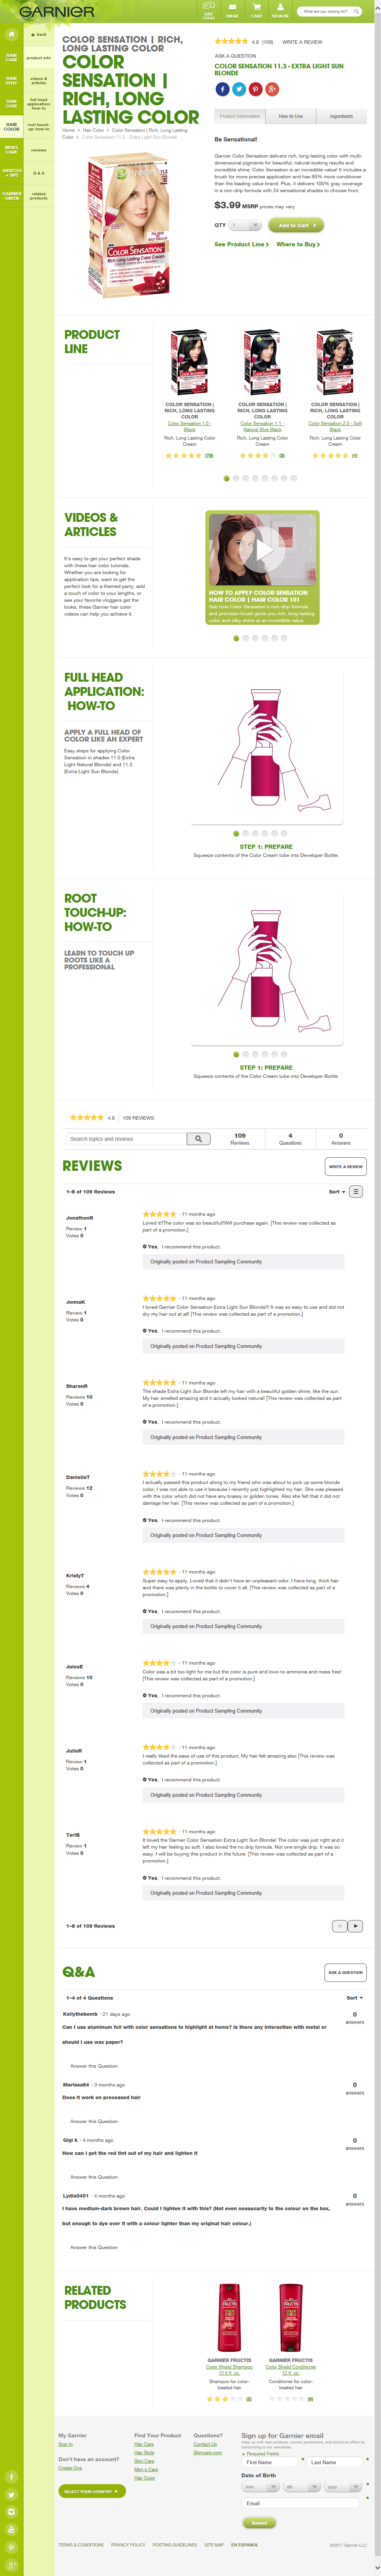 GARNIER
LIVE CHAT
EMAIL
CART
SIGN IN
What are you looking for?
back
HAIR CARE
HAIR STYLE
SKIN CARE
HAIR COLOR
MEN'S CARE
ARTICLES + TIPS
GARNIER GREEN
product info
videos & articles
full head application: how-to
root touch-up: how-to
reviews
Q & A
related products
COLOR SENSATION | RICH,
LONG LASTING COLOR
COLOR
SENSATION |
RICH, LONG
LASTING COLOR
Home > Hair Color > Color Sensation | Rich, Long Lasting
Color > Color Sensation 11.3 - Extra Light Sun Blonde
4.8 (109) WRITE A REVIEW
ASK A QUESTION
COLOR SENSATION 11.3 - EXTRA LIGHT SUN
BLONDE
Product Information
How to Use
Ingredients
Be Sensational!
Garnier Color Sensation delivers rich, long-lasting color with multi-
dimensional, head-turning, beautiful, natural-looking results that
make an incredible statement. Why is Color Sensation so incredible? It
includes luminous pearls and an exquisite floral fragrance from one of
the world's leading perfume houses. Plus, it delivers 100% gray coverage
in a non-drip formula with 24 sensational shades to choose from.
$3.99 MSRP prices may vary
QTY 1
Add to Cart
See Product Line
Where to Buy
PRODUCT
LINE
COLOR SENSATION |
RICH, LONG LASTING
COLOR
Color Sensation 1.0 -
Black
Rich, Long Lasting Color
Cream
COLOR SENSATION |
RICH, LONG LASTING
COLOR
Color Sensation 1.1 -
Natural Blue Black
Rich, Long Lasting Color
Cream
COLOR SENSATION |
RICH, LONG LASTING
COLOR
Color Sensation 2.0 - Soft
Black
Rich, Long Lasting Color
Cream
VIDEOS &
ARTICLES
It's easy to get your perfect shade
with these hair color tutorials.
Whether you are looking for
application tips, want to get the
perfect look for a themed party, add
a touch of color to your lengths, or
see your favorite vloggers get the
looks, these Garnier hair color
videos can help you achieve it.
HOW TO APPLY COLOR SENSATION
HAIR COLOR | HAIR COLOR 101
See how Color Sensation's non-drip formula
and precision brush gives you rich, long-lasting
color and silky shine at an incredible value.
FULL HEAD
APPLICATION:
HOW-TO
APPLY A FULL HEAD OF
COLOR LIKE AN EXPERT
Easy steps for applying Color
Sensation in shades 11.0 (Extra
Light Natural Blonde) and 11.3
(Extra Light Sun Blonde).
STEP 1: PREPARE
Squeeze contents of the Color Cream tube into Developer Bottle.
ROOT
TOUCH-UP:
HOW-TO
LEARN TO TOUCH UP
ROOTS LIKE A
PROFESSIONAL
STEP 1: PREPARE
Squeeze contents of the Color Cream tube into Developer Bottle.
4.8 109 REVIEWS
Search topics and reviews
109
Reviews
4
Questions
0
Answers
REVIEWS
WRITE A REVIEW
1–8 of 109 Reviews
Sort
JonathonR
Review 1
Votes 0
· 11 months ago
Loved it!!The color was so beautiful!!Will purchase again. [This review was collected as
part of a promotion.]
Yes, I recommend this product.
Originally posted on Product Sampling Community
JennaK
Review 1
Votes 0
· 11 months ago
I loved Garnier Color Sensation Extra Light Sun Blonde!!! It was so easy to use and did not
dry my hair out at all! [This review was collected as part of a promotion.]
Yes, I recommend this product.
Originally posted on Product Sampling Community
SharonR
Reviews 10
Votes 0
· 11 months ago
The shade Extra Light Sun Blonde left my hair with a beautiful golden shine, like the sun.
My hair smelled amazing and it actually looked natural! [This review was collected as part
of a promotion.]
Yes, I recommend this product.
Originally posted on Product Sampling Community
DanielleT
Reviews 12
Votes 0
· 11 months ago
I actually passed this product along to my friend who was about to pick up some blonde
color, I was not able to use it because I recently just highlighted my hair. She was pleased
with the color which did not have any brassy or golden tones. Also she felt that it did not
damage her hair. [This review was collected as part of a promotion.]
Yes, I recommend this product.
Originally posted on Product Sampling Community
KristyT
Reviews 4
Votes 0
· 11 months ago
Super easy to apply. Loved that it didn't have an unpleasant odor. I have long, thick hair
and there was plenty in the bottle to cover it all. [This review was collected as part of a
promotion.]
Yes, I recommend this product.
Originally posted on Product Sampling Community
JulesE
Reviews 10
Votes 0
· 11 months ago
Color was a bit too light for me but the color is pure and love no ammonia and mess free!
[This review was collected as part of a promotion.]
Yes, I recommend this product.
Originally posted on Product Sampling Community
JulieR
Review 1
Votes 0
· 11 months ago
I really liked the ease of use of this product. My hair felt amazing also [This review was
collected as part of a promotion.]
Yes, I recommend this product.
Originally posted on Product Sampling Community
ToriB
Review 1
Votes 0
· 11 months ago
It loved the Garnier Color Sensation Extra Light Sun Blonde! The color was just right and it
left my hair feeling so soft. I also loved the no drip formula. Not one single drip. It was so
easy. I will be buying this product in the future. [This review was collected as part of a
promotion.]
Yes, I recommend this product.
Originally posted on Product Sampling Community
1–8 of 109 Reviews
Q&A
ASK A QUESTION
1–4 of 4 Questions
Sort
Kellythebomb · 21 days ago
Can I use aluminum foil with color sensations to highlight at home? Is there any interaction with metal or
should I use wax paper?
0
answers
Answer this Question
Marissa64 · 3 months ago
Does it work on processed hair
0
answers
Answer this Question
Gigi k · 4 months ago
How can I get the red tint out of my hair and lighten it
0
answers
Answer this Question
Lydia0451 · 4 months ago
I have medium-dark brown hair. Could I lighten it with this? (Not even nessecarily to the colour on the box,
but enough to dye over it with a colour lighter than my original hair colour.)
0
answers
Answer this Question
RELATED
PRODUCTS
GARNIER FRUCTIS
Color Shield Shampoo
12.5 fl. oz.
Shampoo for color-
treated hair
GARNIER FRUCTIS
Color Shield Conditioner
12 fl. oz.
Conditioner for color-
treated hair
My Garnier
Sign In
Don't have an account?
Create One
SELECT YOUR COUNTRY
Find Your Product
Hair Care
Hair Style
Skin Care
Men's Care
Hair Color
Questions?
Contact Us
Skincare.com
Sign up for Garnier email
Keep up with new products, current promotions, and exclusive offers by
subscribing to our newsletter.
Required Fields
First Name
Last Name
Date of Birth
mm
dd
yyyy
Email
Submit
TERMS & CONDITIONS
PRIVACY POLICY
POSTING GUIDELINES
SITE MAP
EN ESPAÑOL
©2017 Garnier LLC